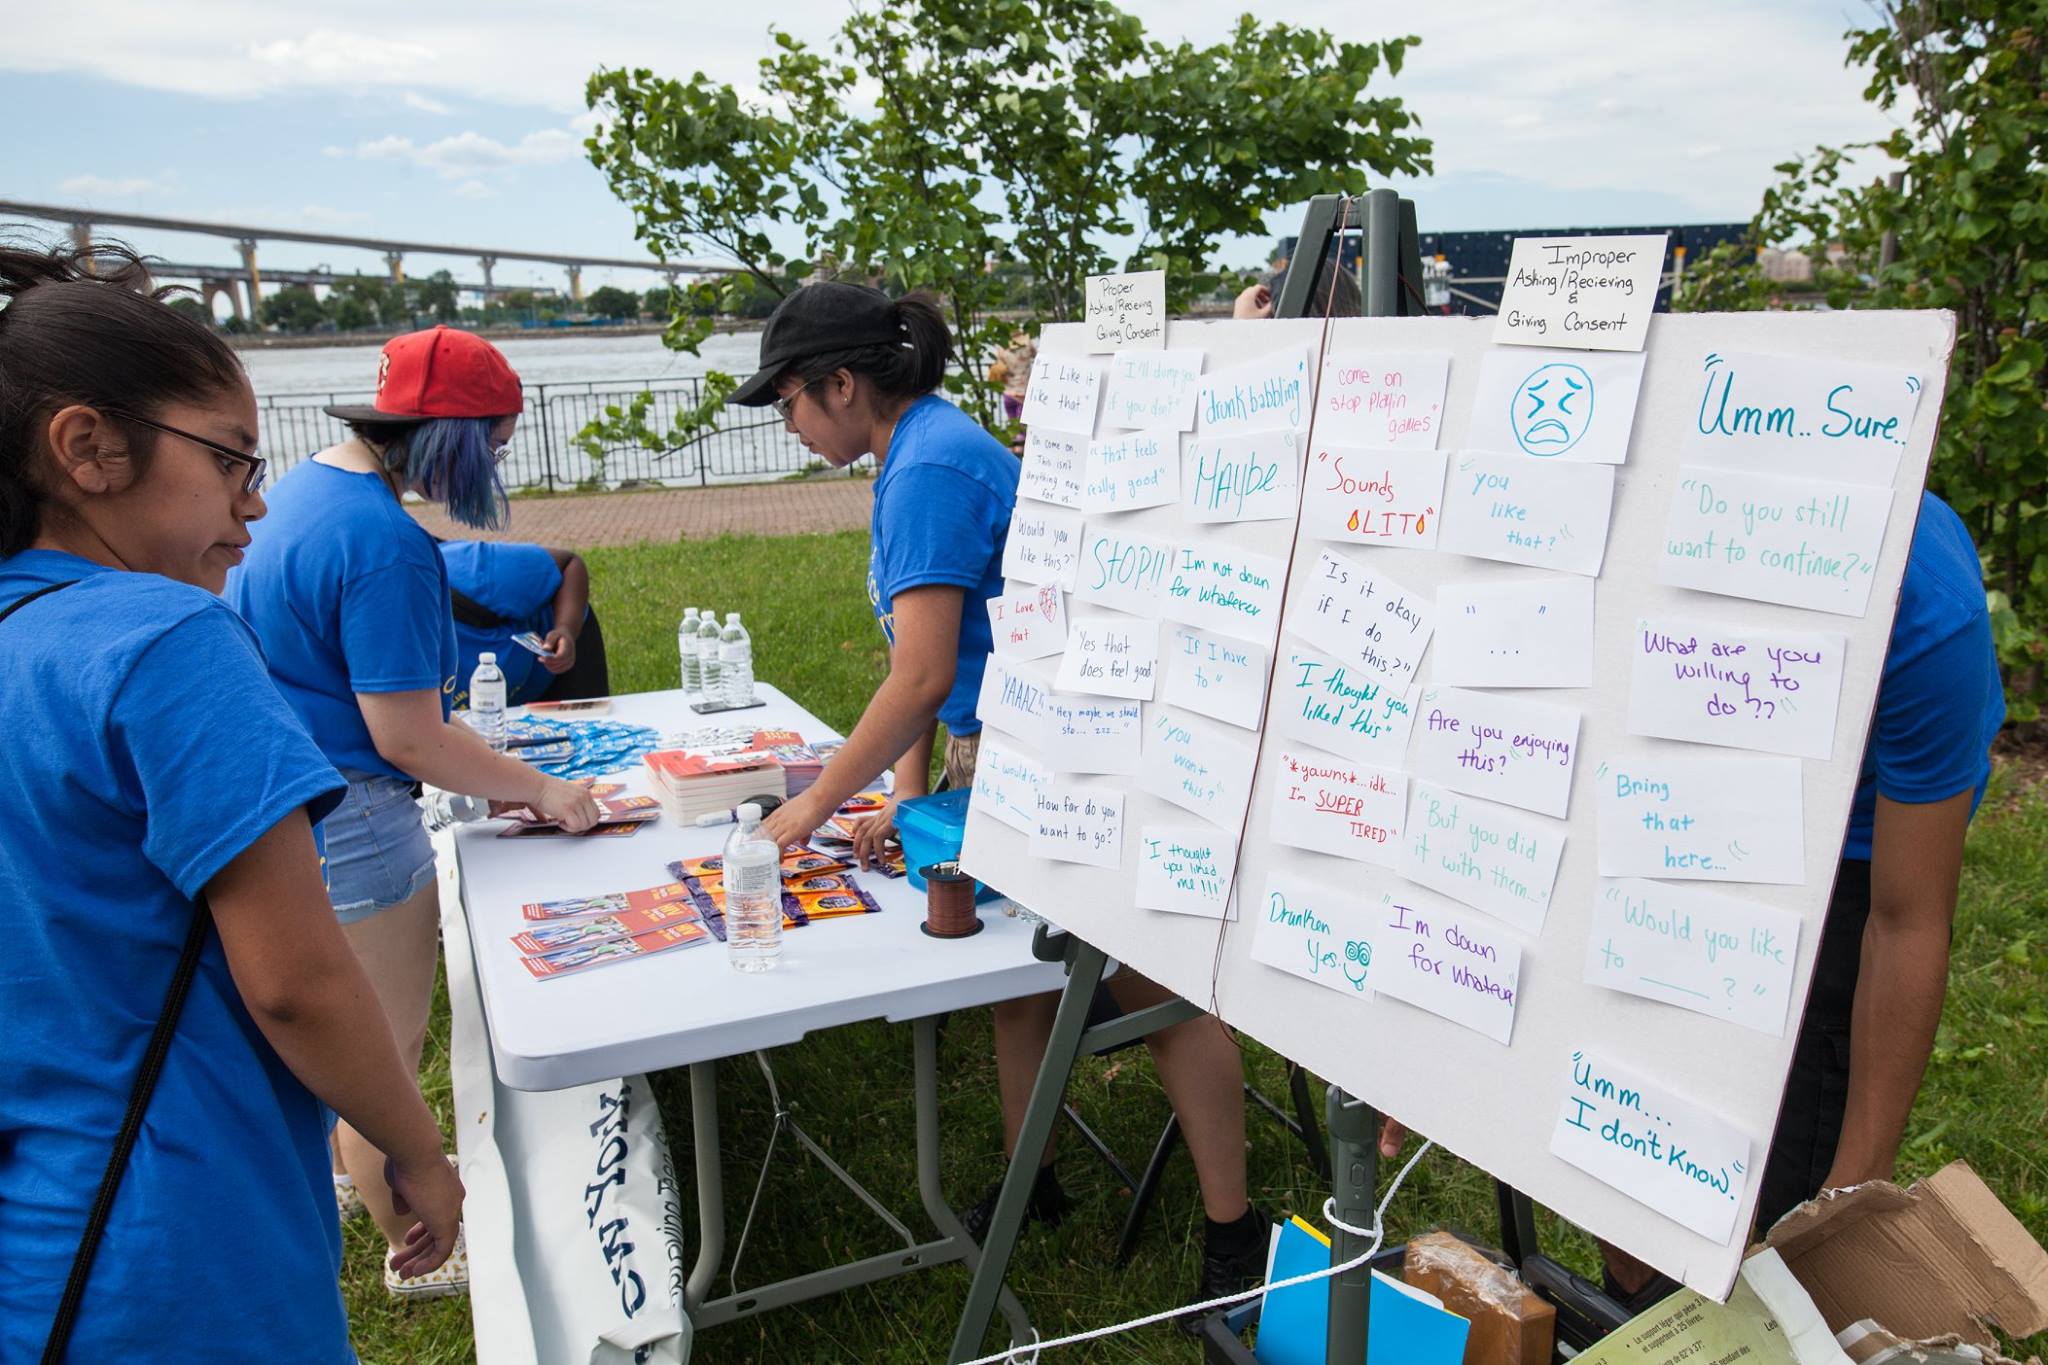 Proper
Asking/Recieving
&
Giving Consent
"I Like it
like that"
"I'll dump you
if you don't"
"drunk babbling"
"Oh come on.
This isn't
anything new
for us."
"that feels
really good"
"Maybe..."
"Would you
like this?"
"STOP!!"
"I'm not down
for whatever"
I Love
that
"Yes that
does feel good"
"If I have
to"
"YAAAZ"
"Hey maybe we should
sto.... zzz...."
"you
want
this?"
"I would
like to __"
How far do you
want to go?"
"I thought
you liked
me!!!"
Improper
Asking/Recieving
&
Giving Consent
"come on
stop playin
games"
"Umm.. Sure.."
"Sounds
LIT"
"you
like
that?"
"Do you still
want to continue?"
"Is it okay
if I do
this?"
" "
...
"What are you
willing to
do??"
"I thought you
liked this"
"Are you enjoying
this?"
"Bring
that
here..."
"*yawns*...idk...
I'm SUPER
TIRED"
"But you did
it with them..."
"Would you like
to ____?"
Drunken
Yes.
"I'm down
for whatever"
"Umm...
I don't Know."
HIV